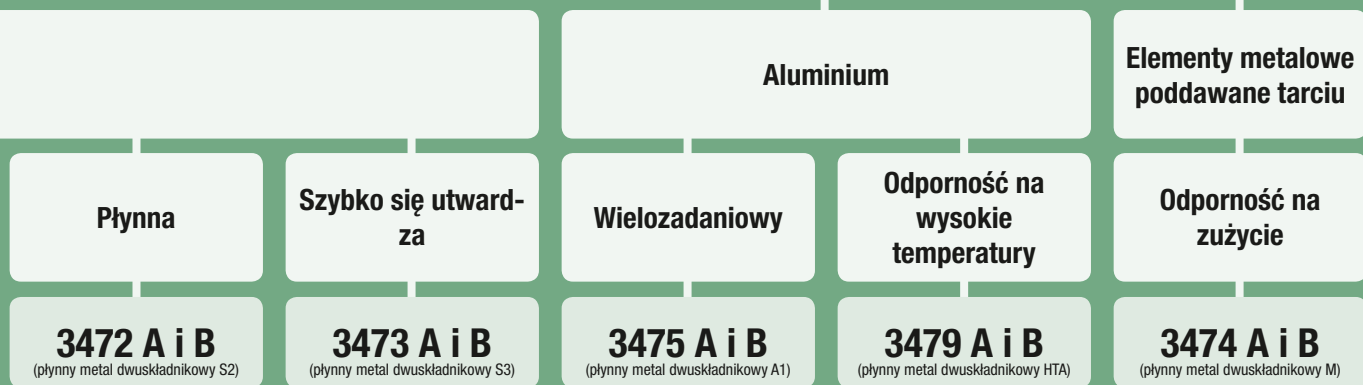 Aluminium
Elementy metalowe
poddawane tarciu
Płynna
Szybko się utward-
za
Wielozadaniowy
Odporność na
wysokie
temperatury
Odporność na
zużycie
3472 A i B
(płynny metal dwuskładnikowy S2)
3473 A i B
(płynny metal dwuskładnikowy S3)
3475 A i B
(płynny metal dwuskładnikowy A1)
3479 A i B
(płynny metal dwuskładnikowy HTA)
3474 A i B
(płynny metal dwuskładnikowy M)